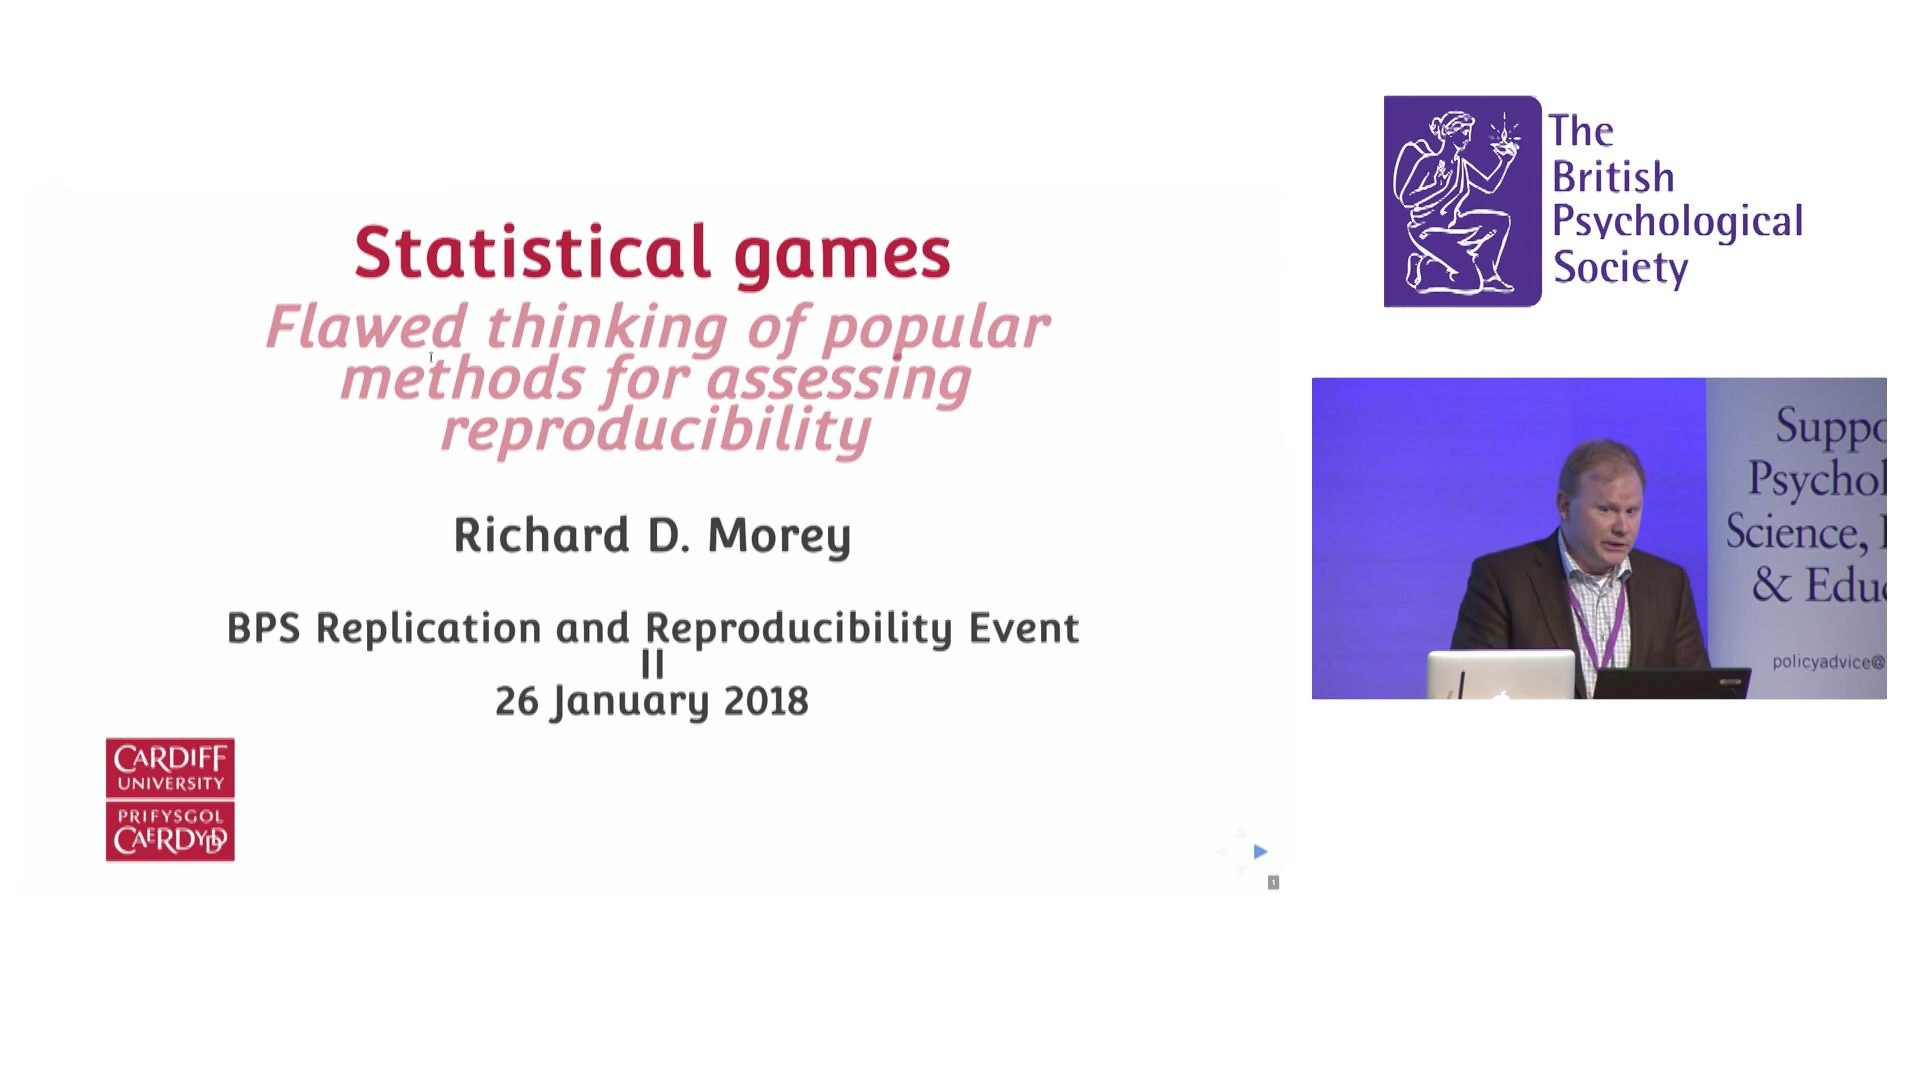 Statistical games
Flawed thinking of popular
methods for assessing
reproducibility
Richard D. Morey
BPS Replication and Reproducibility Event
II
26 January 2018
CARDIFF
UNIVERSITY
PRIFYSGOL
CAERDYDD
1
The
British
Psychological
Society
Suppo
Psychol
Science,
& Educ
policyadvice@